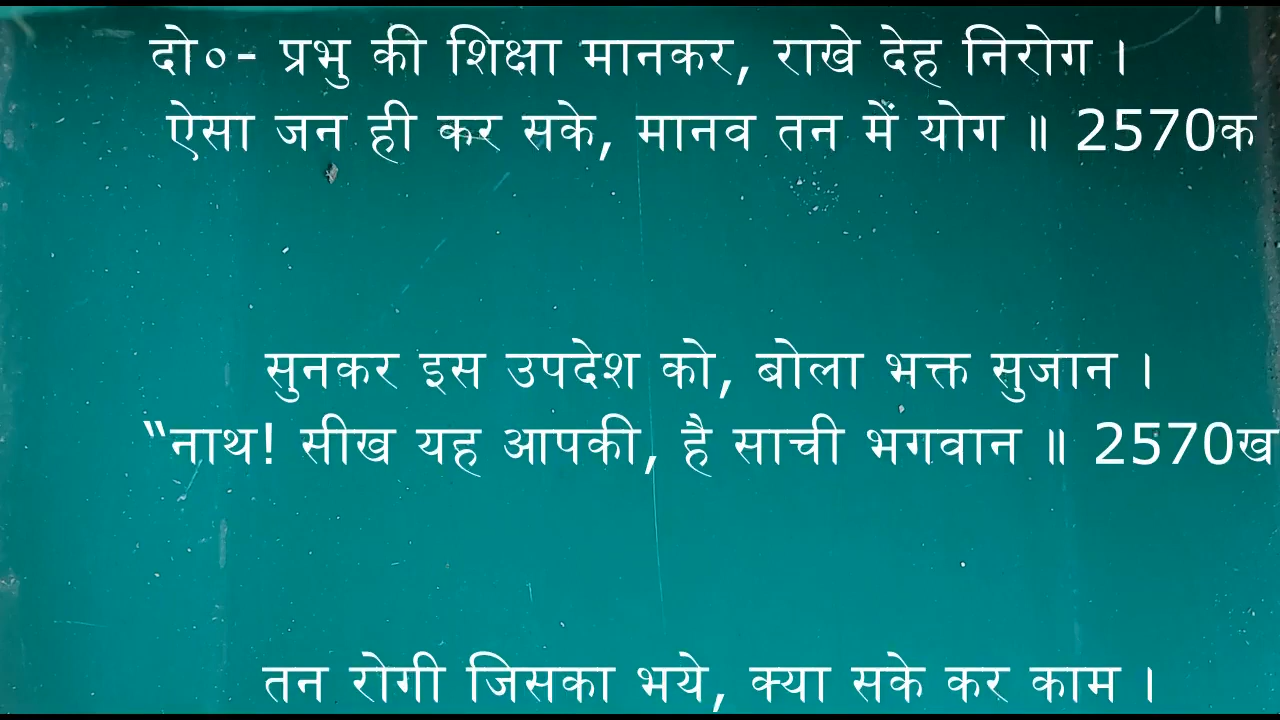 दो०- प्रभु की शिक्षा मानकर, राखे देह निरोग ।
ऐसा जन ही कर सके, मानव तन में योग ॥ 2570क
सुनकर इस उपदेश को, बोला भक्त सुजान ।
“नाथ! सीख यह आपकी, है साची भगवान ॥ 2570ख
तन रोगी जिसका भये, क्या सके कर काम ।